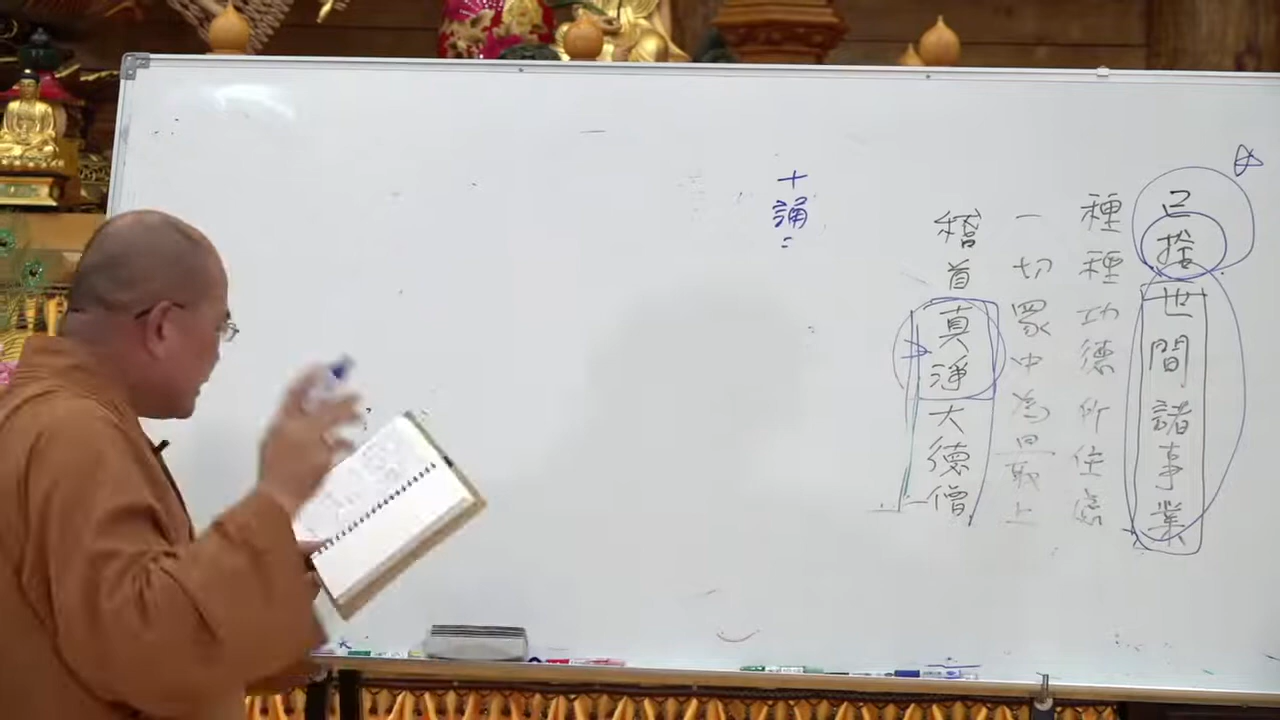 已捨世間諸事業
種種功德所住處
一切眾中為最上
稽首真淨大德僧
十誦: